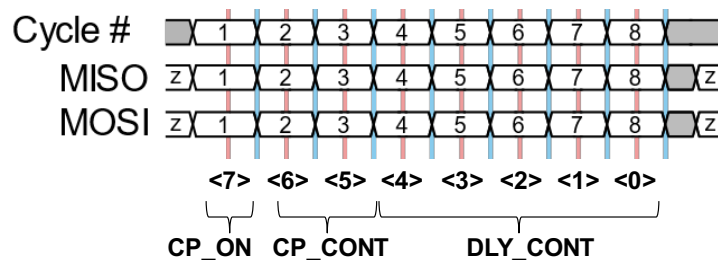 Cycle # 1 2 3 4 5 6 7 8
MISO z 1 2 3 4 5 6 7 8 z
MOSI z 1 2 3 4 5 6 7 8 z
<7> <6> <5> <4> <3> <2> <1> <0>
CP_ON CP_CONT DLY_CONT